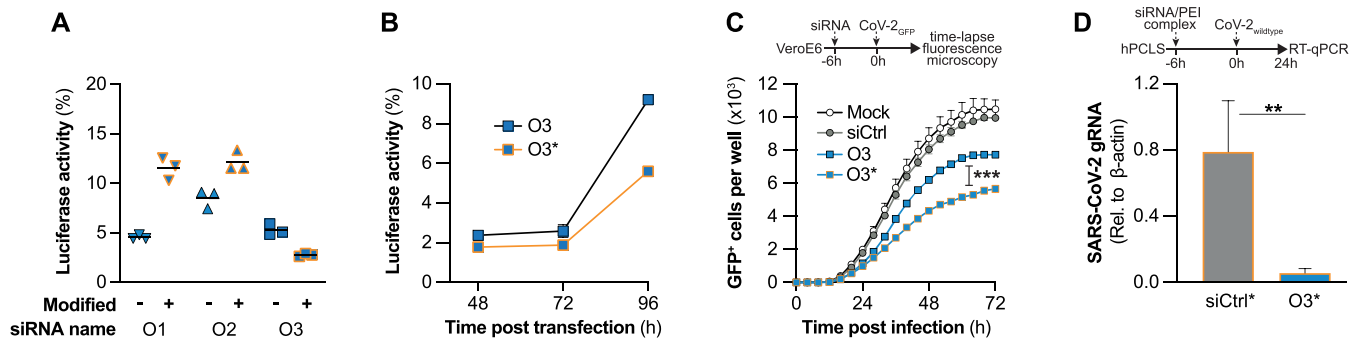 A
Luciferase activity (%)
20
15
10
5
0
Modified - + - + - +
siRNA name O1 O2 O3
B
Luciferase activity (%)
10
8
6
4
2
0
O3
O3*
48 72 96
Time post transfection (h)
C
siRNA CoV-2GFP
VeroE6
-6h 0h
time-lapse
fluorescence
microscopy
GFP+ cells per well (x10³)
12
10
8
6
4
2
0
Mock
siCtrl
O3
O3*
***
0 24 48 72
Time post infection (h)
D
siRNA/PEI
complex
CoV-2wildtype
hPCLS RT-qPCR
-6h 0h 24h
SARS-CoV-2 gRNA
(Rel. to β-actin)
1.2
0.8
0.4
0.0
**
siCtrl* O3*